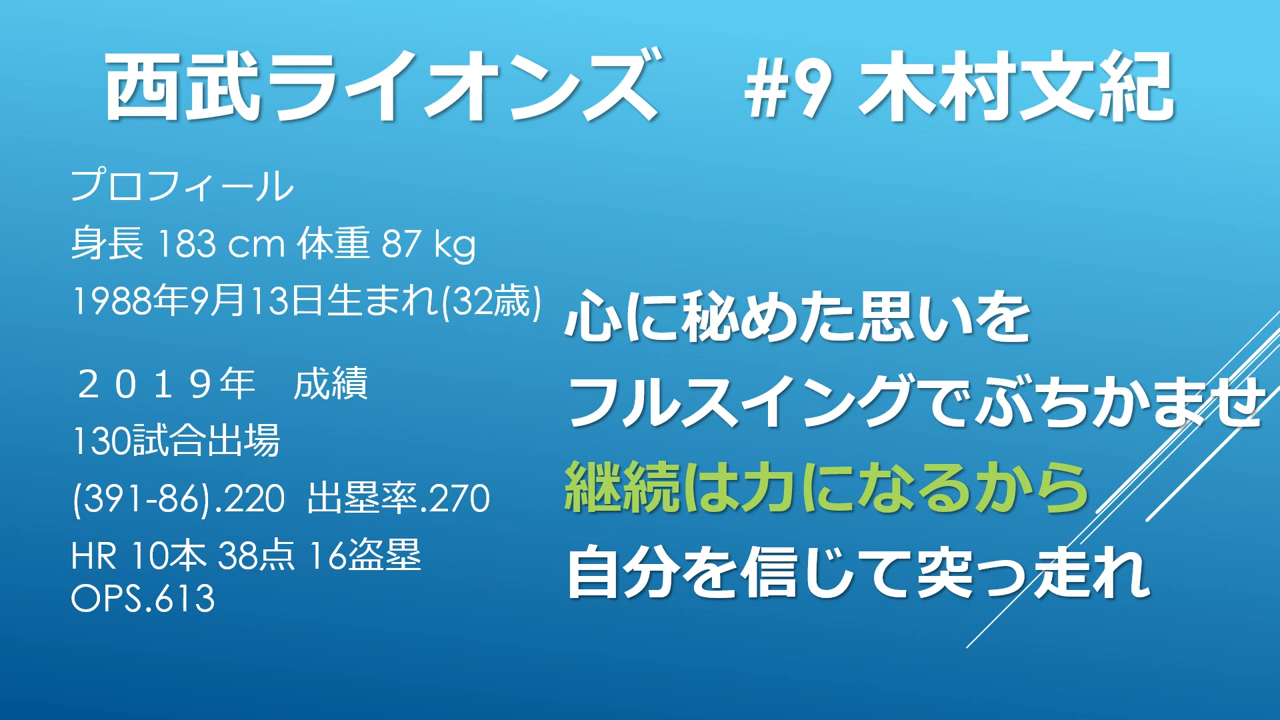 西武ライオンズ　#9 木村文紀
プロフィール
身長 183 cm 体重 87 kg
1988年9月13日生まれ(32歳)
２０１９年　成績
130試合出場
(391-86).220 出塁率.270
HR 10本 38点 16盗塁
OPS.613
心に秘めた思いを
フルスイングでぶちかませ
継続は力になるから
自分を信じて突っ走れ